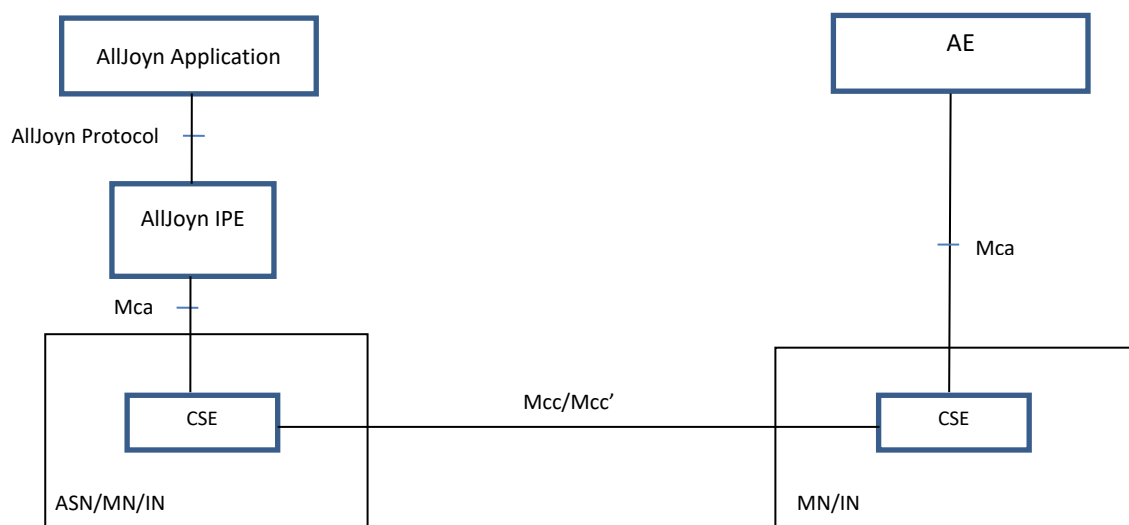 AllJoyn Application
AE
AllJoyn Protocol
AllJoyn IPE
Mca
Mca
CSE
Mcc/Mcc’
CSE
ASN/MN/IN
MN/IN